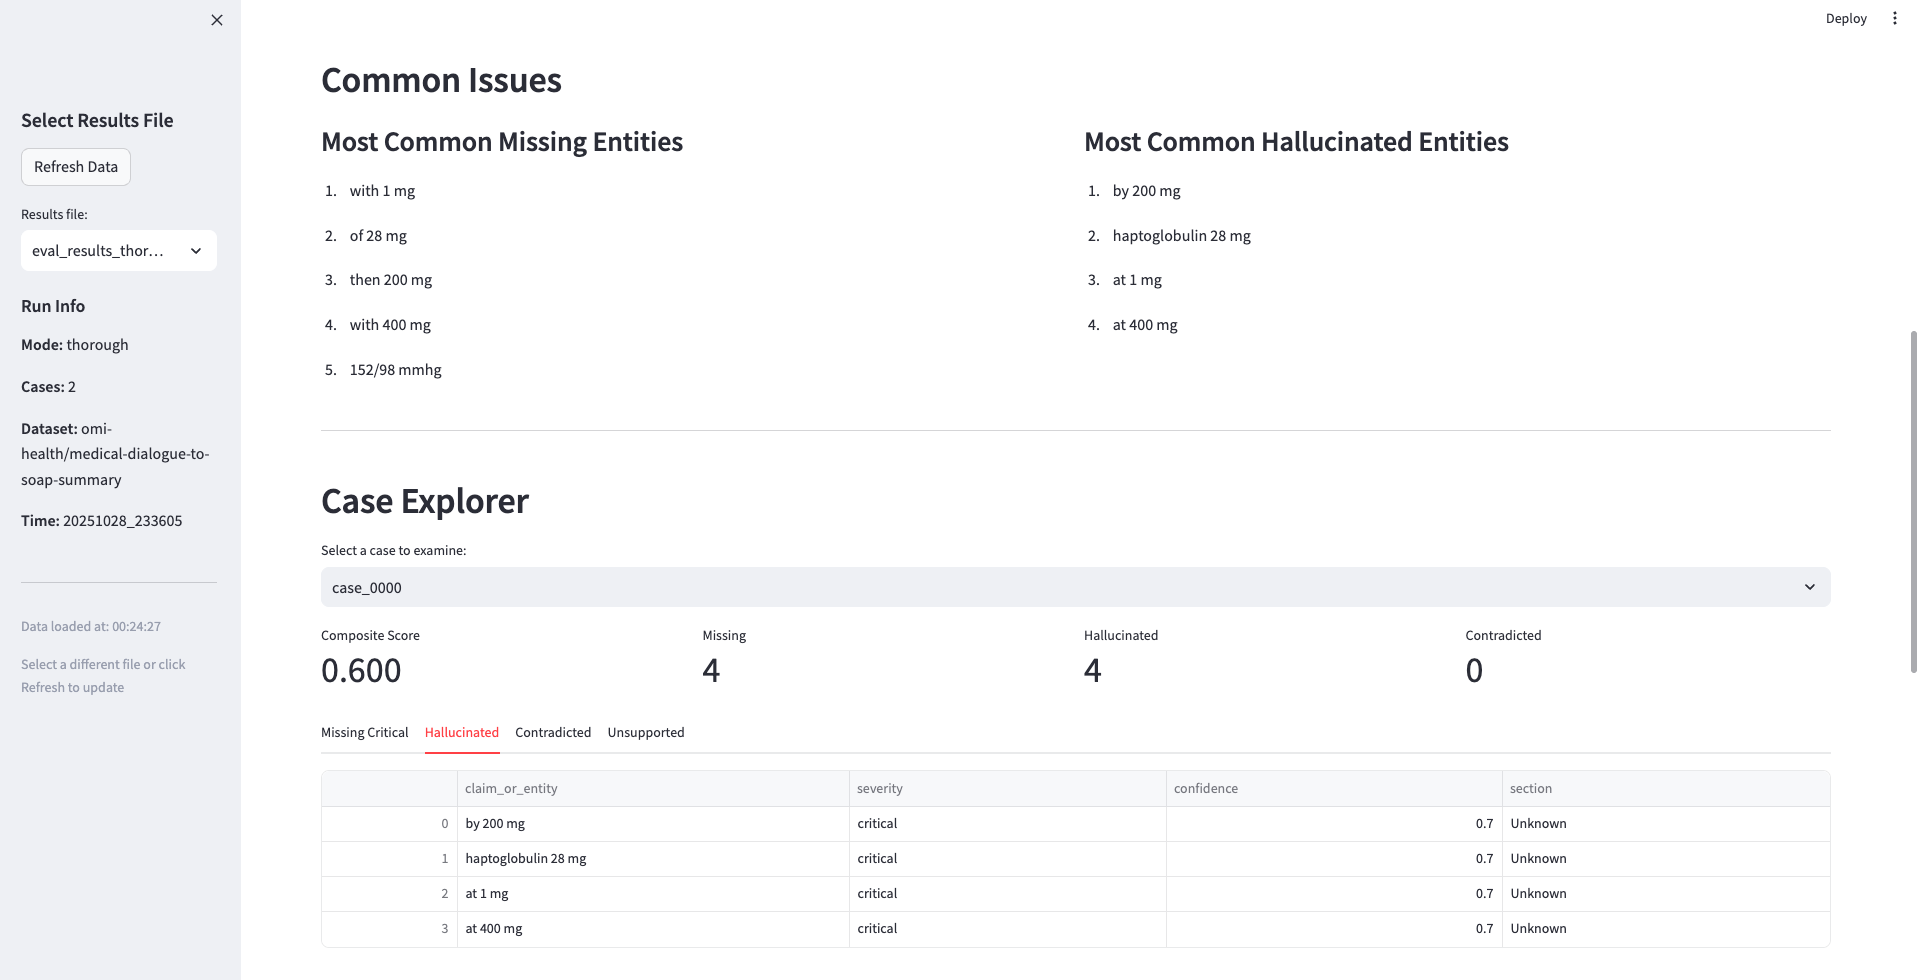 Deploy
Select Results File
Refresh Data
Results file:
eval_results_thor…
Run Info
Mode: thorough
Cases: 2
Dataset: omi-
health/medical-dialogue-to-
soap-summary
Time: 20251028_233605
Data loaded at: 00:24:27
Select a different file or click
Refresh to update
Common Issues
Most Common Missing Entities
1. with 1 mg
2. of 28 mg
3. then 200 mg
4. with 400 mg
5. 152/98 mmhg
Most Common Hallucinated Entities
1. by 200 mg
2. haptoglobulin 28 mg
3. at 1 mg
4. at 400 mg
Case Explorer
Select a case to examine:
case_0000
Composite Score Missing Hallucinated Contradicted
0.600 4 4 0
Missing Critical Hallucinated Contradicted Unsupported
claim_or_entity severity confidence section
0 by 200 mg critical 0.7 Unknown
1 haptoglobulin 28 mg critical 0.7 Unknown
2 at 1 mg critical 0.7 Unknown
3 at 400 mg critical 0.7 Unknown